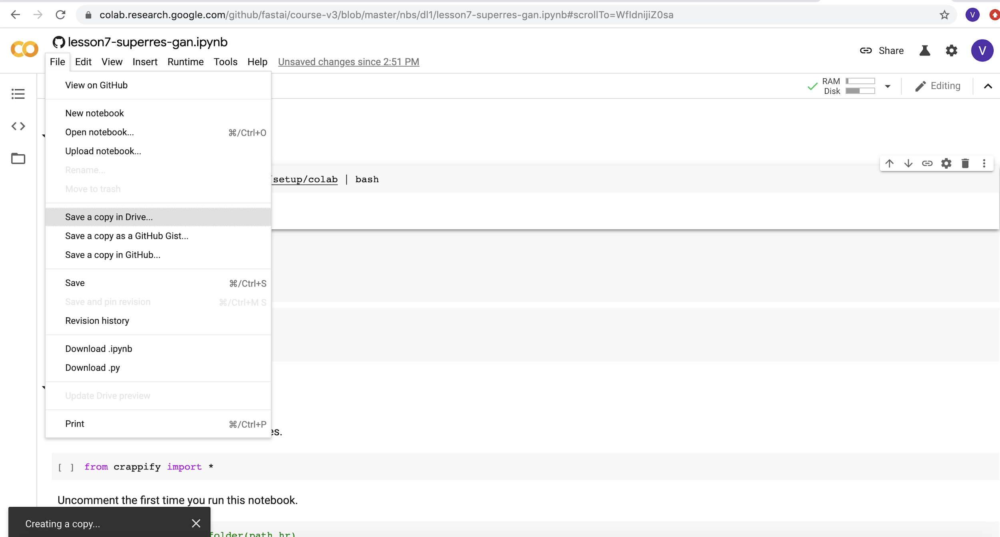 colab.research.google.com/github/fastai/course-v3/blob/master/nbs/dl1/lesson7-superres-gan.ipynb#scrollTo=WfIdnijiZ0sa
V
lesson7-superres-gan.ipynb
Share
V
File Edit View Insert Runtime Tools Help Unsaved changes since 2:51 PM
RAM
Disk
Editing
View on GitHub
New notebook
Open notebook... ⌘/Ctrl+O
Upload notebook...
Rename...
Move to trash
/setup/colab | bash
Save a copy in Drive...
Save a copy as a GitHub Gist...
Save a copy in GitHub...
Save ⌘/Ctrl+S
Save and pin revision ⌘/Ctrl+M S
Revision history
Download .ipynb
Download .py
Update Drive preview
Print ⌘/Ctrl+P
es.
[ ] from crappify import *
Uncomment the first time you run this notebook.
Creating a copy...
folder(path_hr)